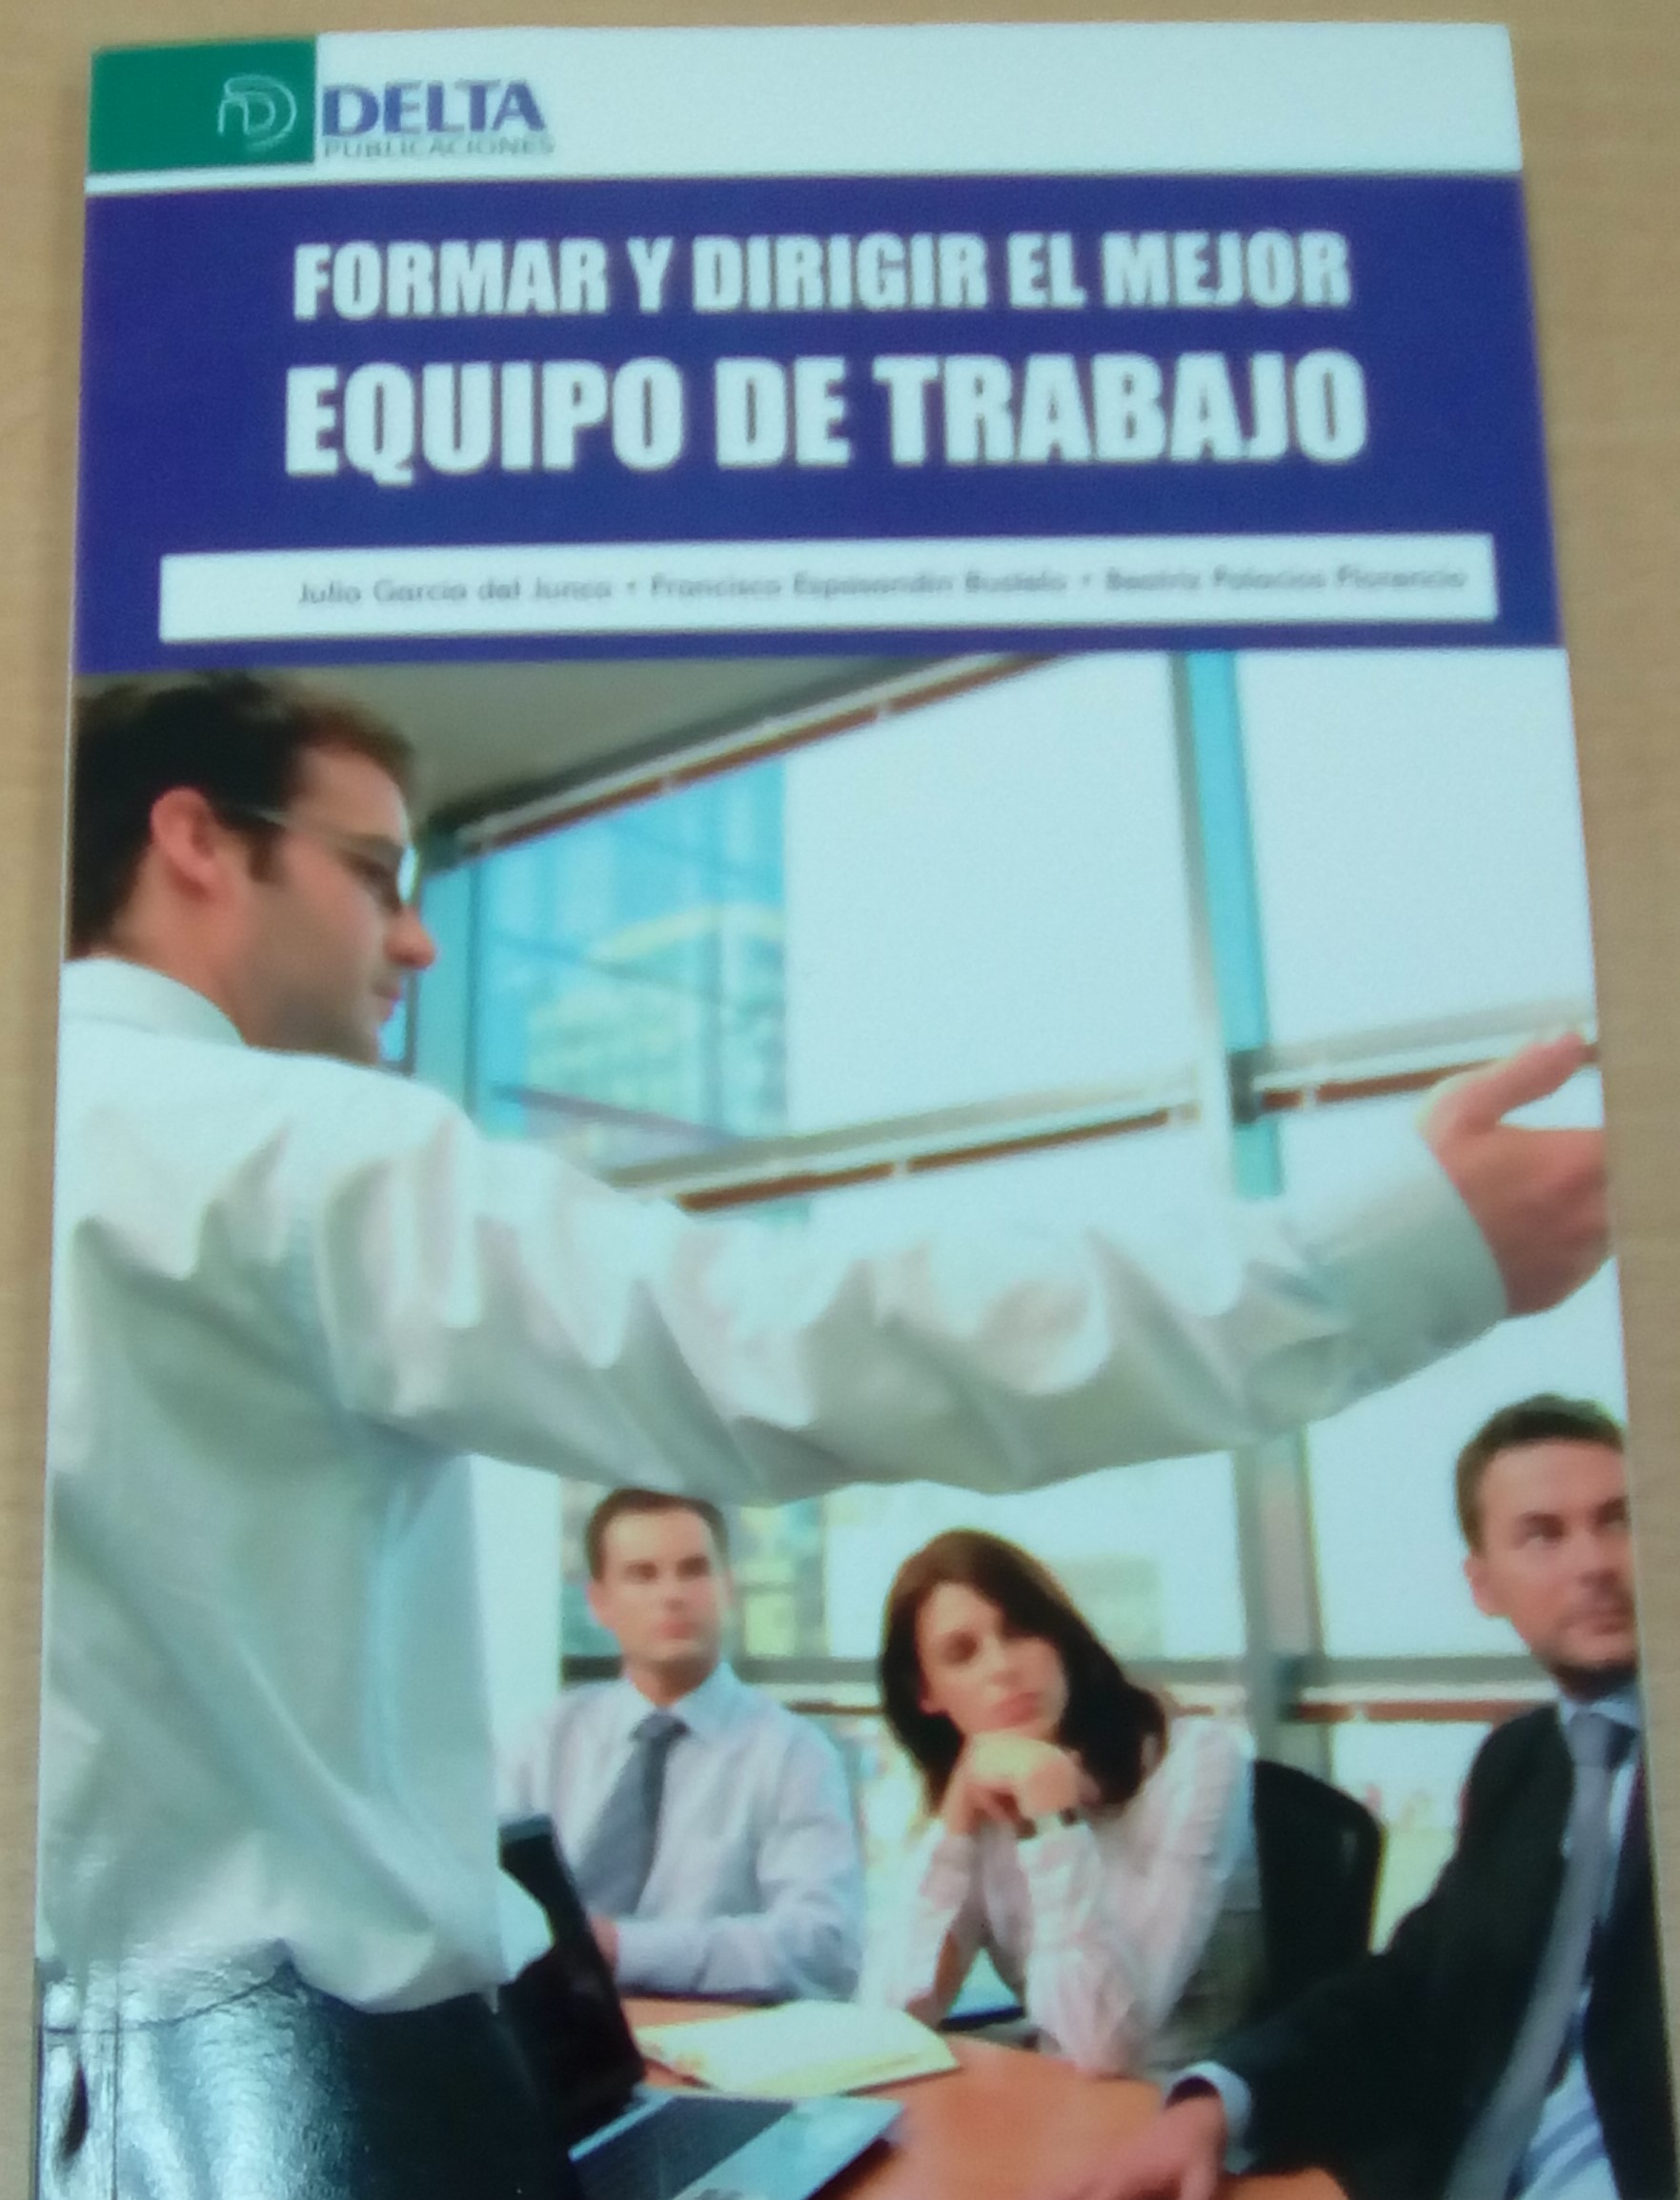 DELTA
PUBLICACIONES
FORMAR Y DIRIGIR EL MEJOR
EQUIPO DE TRABAJO
Julio García del Junco • Francisco Espasandín Bustelo • Beatriz Palacios Florencio